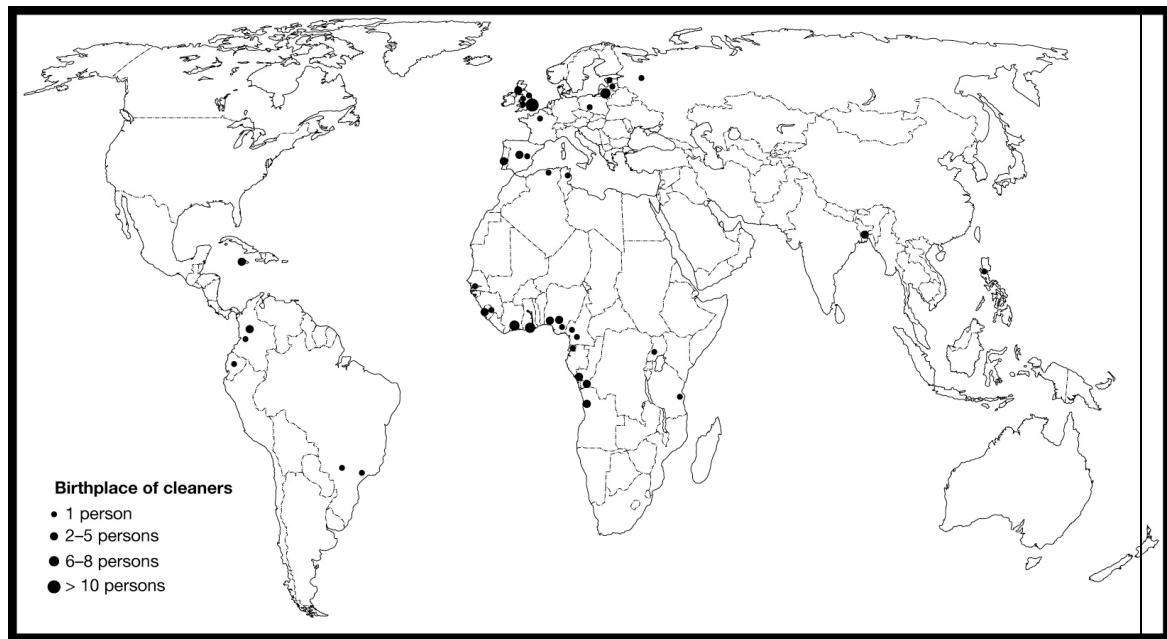 Birthplace of cleaners
1 person
2–5 persons
6–8 persons
> 10 persons